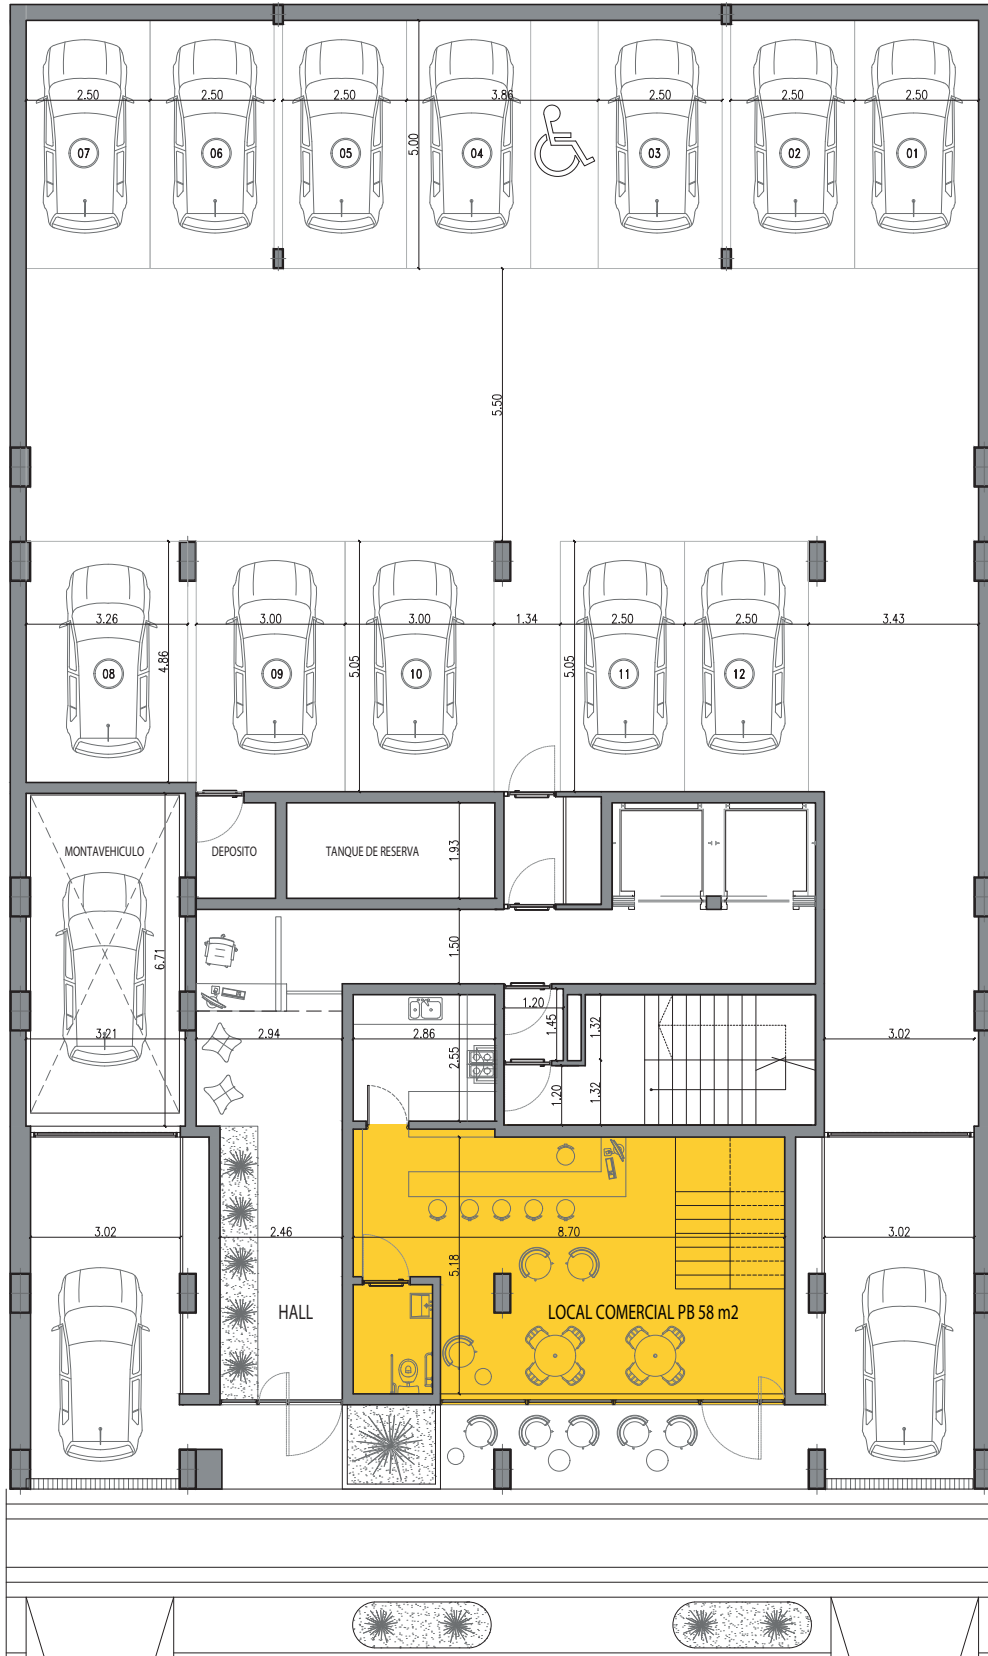 2.50 2.50 2.50 3.86 2.50 2.50 2.50
5.00
07 06 05 04 03 02 01
5.50
3.26 3.00 3.00 1.34 2.50 2.50 3.43
4.86 5.05 5.05
08 09 10 11 12
MONTAVEHICULO DEPOSITO TANQUE DE RESERVA
1.93
1.50
6.71
1.20
1.45 1.32
3.21 2.94 2.86 3.02
2.55
1.20 1.32
3.02 2.46 8.70 3.02
5.18
HALL LOCAL COMERCIAL PB 58 m2